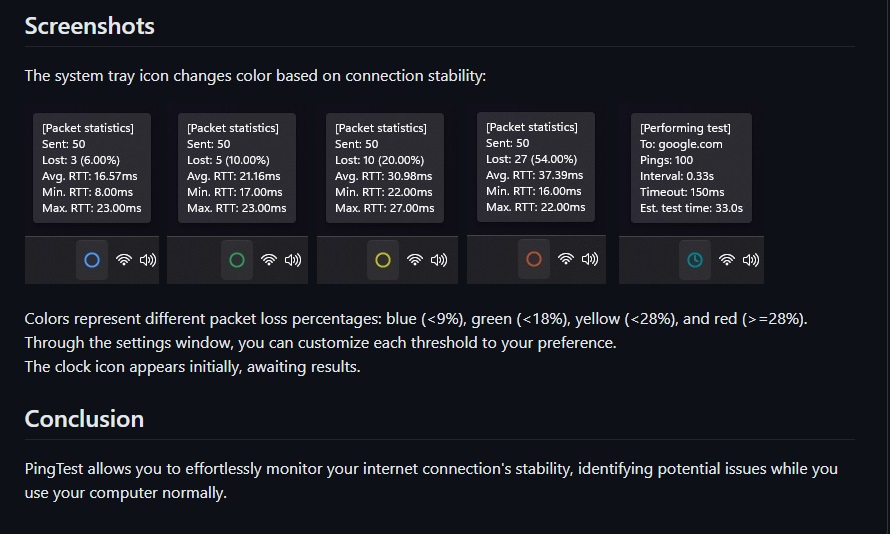 Screenshots
The system tray icon changes color based on connection stability:
[Packet statistics]
Sent: 50
Lost: 3 (6.00%)
Avg. RTT: 16.57ms
Min. RTT: 8.00ms
Max. RTT: 23.00ms
[Packet statistics]
Sent: 50
Lost: 5 (10.00%)
Avg. RTT: 21.16ms
Min. RTT: 17.00ms
Max. RTT: 23.00ms
[Packet statistics]
Sent: 50
Lost: 10 (20.00%)
Avg. RTT: 30.98ms
Min. RTT: 22.00ms
Max. RTT: 27.00ms
[Packet statistics]
Sent: 50
Lost: 27 (54.00%)
Avg. RTT: 37.39ms
Min. RTT: 16.00ms
Max. RTT: 22.00ms
[Performing test]
To: google.com
Pings: 100
Interval: 0.33s
Timeout: 150ms
Est. test time: 33.0s
Colors represent different packet loss percentages: blue (<9%), green (<18%), yellow (<28%), and red (>=28%).
Through the settings window, you can customize each threshold to your preference.
The clock icon appears initially, awaiting results.
Conclusion
PingTest allows you to effortlessly monitor your internet connection's stability, identifying potential issues while you
use your computer normally.